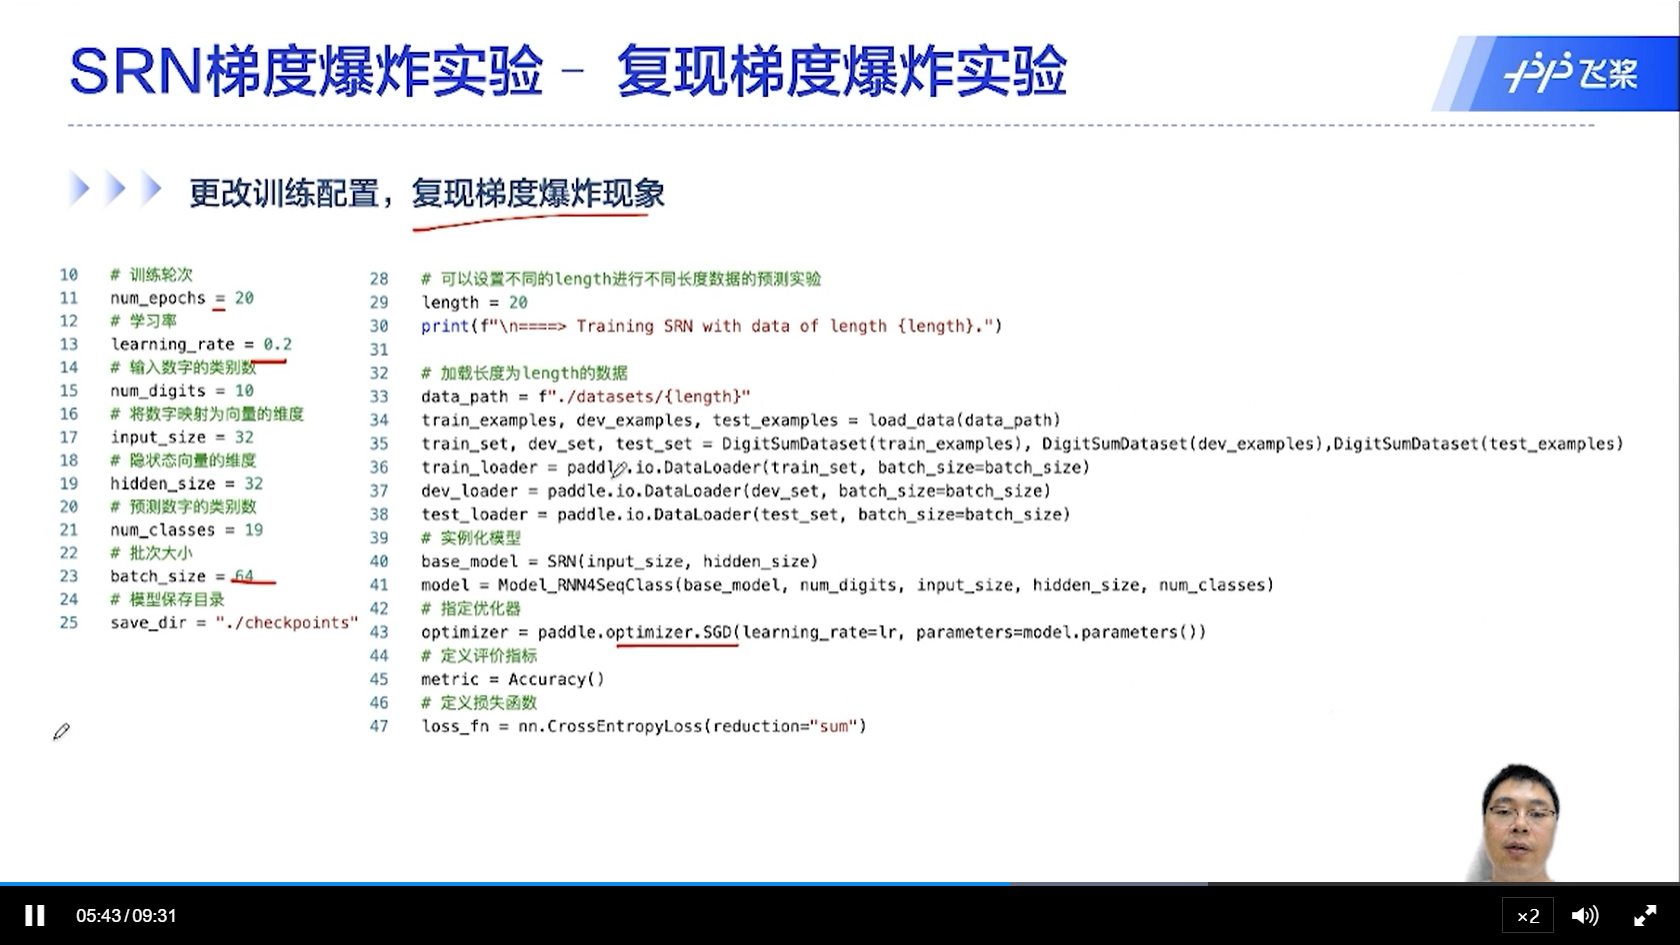 SRN梯度爆炸实验 - 复现梯度爆炸实验
飞桨
更改训练配置，复现梯度爆炸现象
10 # 训练轮次
11 num_epochs = 20
12 # 学习率
13 learning_rate = 0.2
14 # 输入数字的类别数
15 num_digits = 10
16 # 将数字映射为向量的维度
17 input_size = 32
18 # 隐状态向量的维度
19 hidden_size = 32
20 # 预测数字的类别数
21 num_classes = 19
22 # 批次大小
23 batch_size = 64
24 # 模型保存目录
25 save_dir = "./checkpoints"
28 # 可以设置不同的length进行不同长度数据的预测实验
29 length = 20
30 print(f"\n====> Training SRN with data of length {length}.")
31
32 # 加载长度为length的数据
33 data_path = f"./datasets/{length}"
34 train_examples, dev_examples, test_examples = load_data(data_path)
35 train_set, dev_set, test_set = DigitSumDataset(train_examples), DigitSumDataset(dev_examples),DigitSumDataset(test_examples)
36 train_loader = paddle.io.DataLoader(train_set, batch_size=batch_size)
37 dev_loader = paddle.io.DataLoader(dev_set, batch_size=batch_size)
38 test_loader = paddle.io.DataLoader(test_set, batch_size=batch_size)
39 # 实例化模型
40 base_model = SRN(input_size, hidden_size)
41 model = Model_RNN4SeqClass(base_model, num_digits, input_size, hidden_size, num_classes)
42 # 指定优化器
43 optimizer = paddle.optimizer.SGD(learning_rate=lr, parameters=model.parameters())
44 # 定义评价指标
45 metric = Accuracy()
46 # 定义损失函数
47 loss_fn = nn.CrossEntropyLoss(reduction="sum")
05:43/09:31
×2